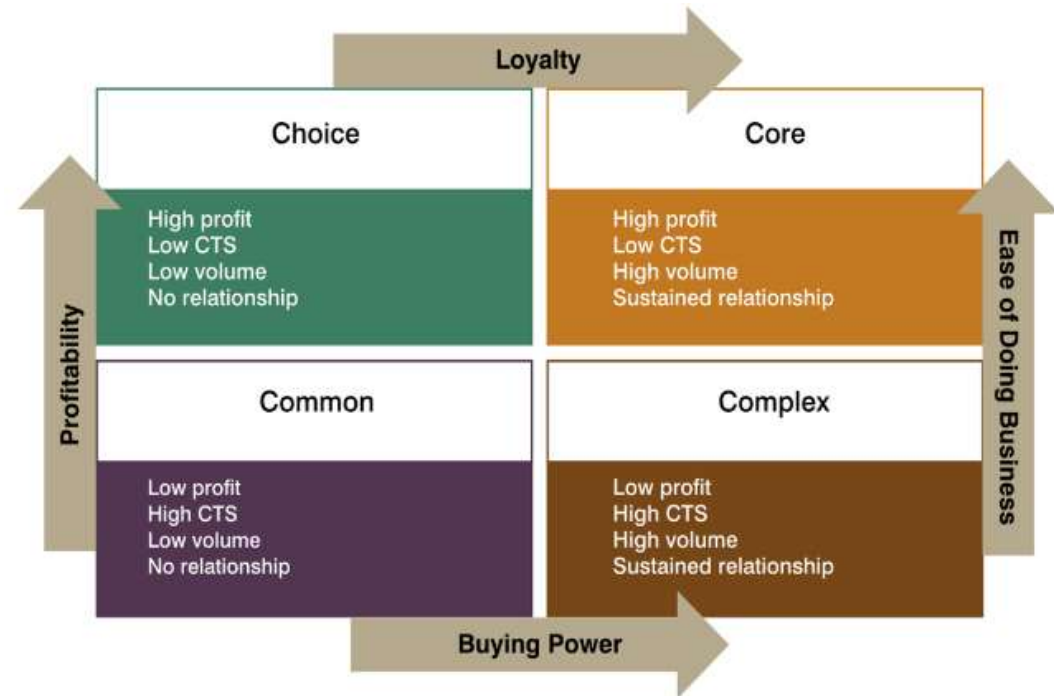 Loyalty
Choice
High profit
Low CTS
Low volume
No relationship
Core
High profit
Low CTS
High volume
Sustained relationship
Profitability
Ease of Doing Business
Common
Low profit
High CTS
Low volume
No relationship
Complex
Low profit
High CTS
High volume
Sustained relationship
Buying Power